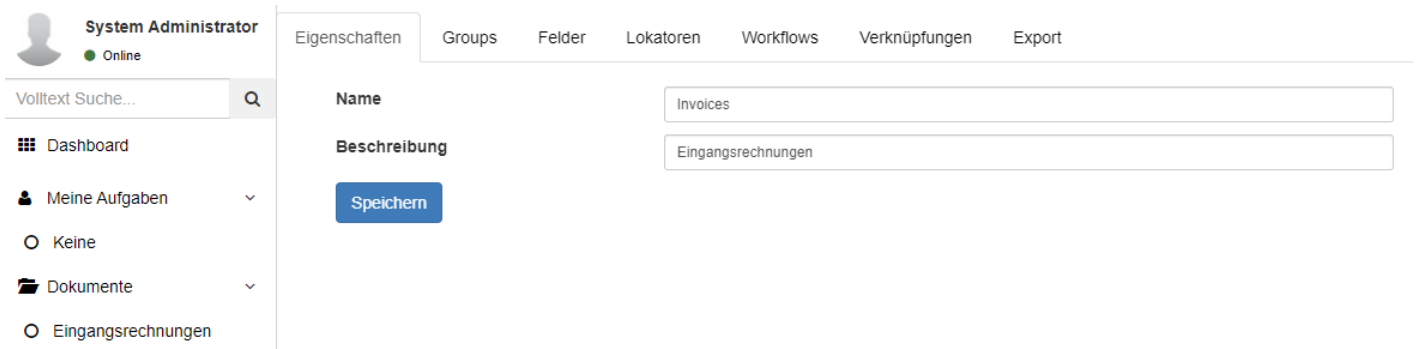 System Administrator
Online
Volltext Suche...
Dashboard
Meine Aufgaben
Keine
Dokumente
Eingangsrechnungen
Eigenschaften Groups Felder Lokatoren Workflows Verknüpfungen Export
Name Invoices
Beschreibung Eingangsrechnungen
Speichern